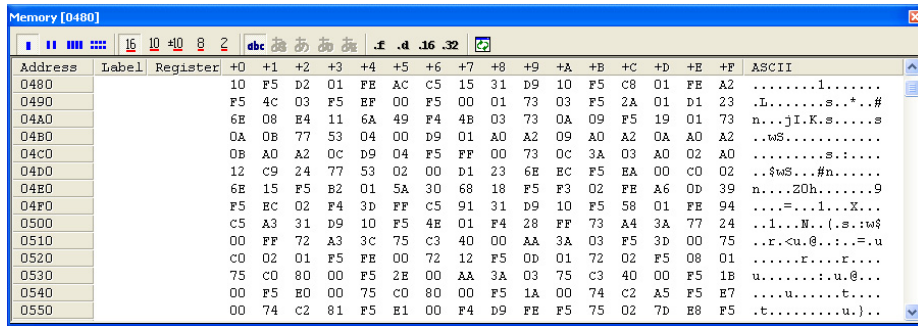 Memory [0480]
16 10 ±10 8 2 abc あ .f .d .16 .32
Address Label Register +0 +1 +2 +3 +4 +5 +6 +7 +8 +9 +A +B +C +D +E +F ASCII
0480 10 F5 D2 01 FE AC C5 15 31 D9 10 F5 C8 01 FE A2 ........1.......
0490 F5 4C 03 F5 EF 00 F5 00 01 73 03 F5 2A 01 D1 23 .L.......s..*..#
04A0 6E 08 E4 11 6A 49 F4 4B 03 73 0A 09 F5 19 01 73 n...jI.K.s.....s
04B0 0A 0B 77 53 04 00 D9 01 A0 A2 09 A0 A2 0A A0 A2 ..wS............
04C0 0B A0 A2 0C D9 04 F5 FF 00 73 0C 3A 03 A0 02 A0 .........s.:....
04D0 12 C9 24 77 53 02 00 D1 23 6E EC F5 EA 00 C0 02 ..$wS...#n......
04E0 6E 15 F5 B2 01 5A 30 68 18 F5 F3 02 FE A6 0D 39 n....Z0h.......9
04F0 F5 EC 02 F4 3D FF C5 91 31 D9 10 F5 58 01 FE 94 ....=...1...X...
0500 C5 A3 31 D9 10 F5 4E 01 F4 28 FF 73 A4 3A 77 24 ..1...N..(.s.:w$
0510 00 FF 72 A3 3C 75 C3 40 00 AA 3A 03 F5 3D 00 75 ..r.<u.@..:..=.u
0520 C0 02 01 F5 FE 00 72 12 F5 0D 01 72 02 F5 08 01 ......r....r....
0530 75 C0 80 00 F5 2E 00 AA 3A 03 75 C3 40 00 F5 1B u.......:.u.@...
0540 00 F5 E0 00 75 C0 80 00 F5 1A 00 74 C2 A5 F5 E7 ....u......t....
0550 00 74 C2 81 F5 E1 00 F4 D9 FE F5 75 02 7D E8 F5 .t.........u.}..